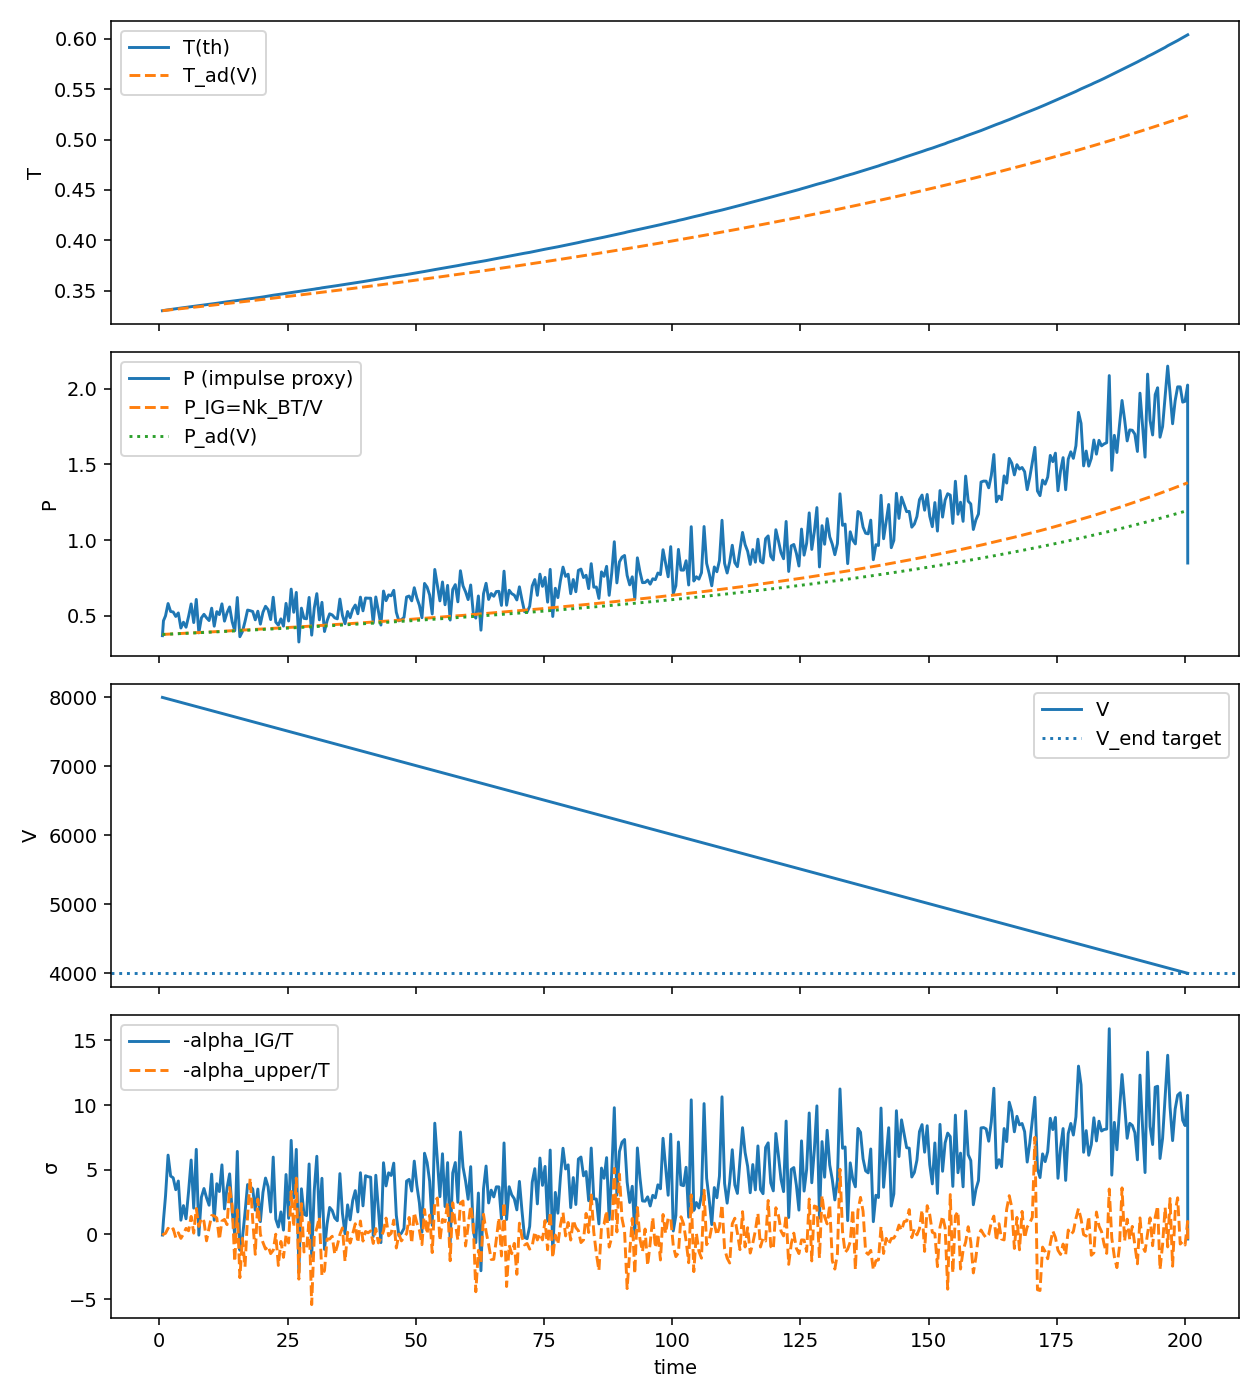 T(th)
T_ad(V)
0.60
0.55
0.50
0.45
0.40
0.35
T
P (impulse proxy)
P_IG=Nk_BT/V
P_ad(V)
2.0
1.5
1.0
0.5
P
V
V_end target
8000
7000
6000
5000
4000
V
-alpha_IG/T
-alpha_upper/T
15
10
5
0
−5
σ
0
25
50
75
100
125
150
175
200
time